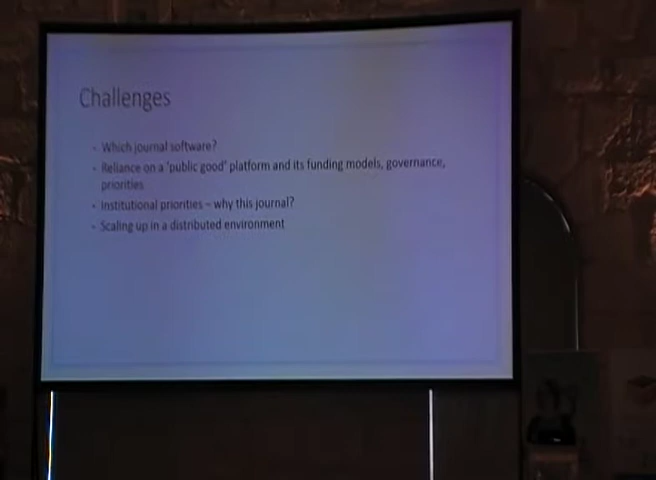 Challenges
- Which journal software?
- Reliance on a 'public good' platform and its funding models, governance,
priorities
- Institutional priorities – why this journal?
- Scaling up in a distributed environment